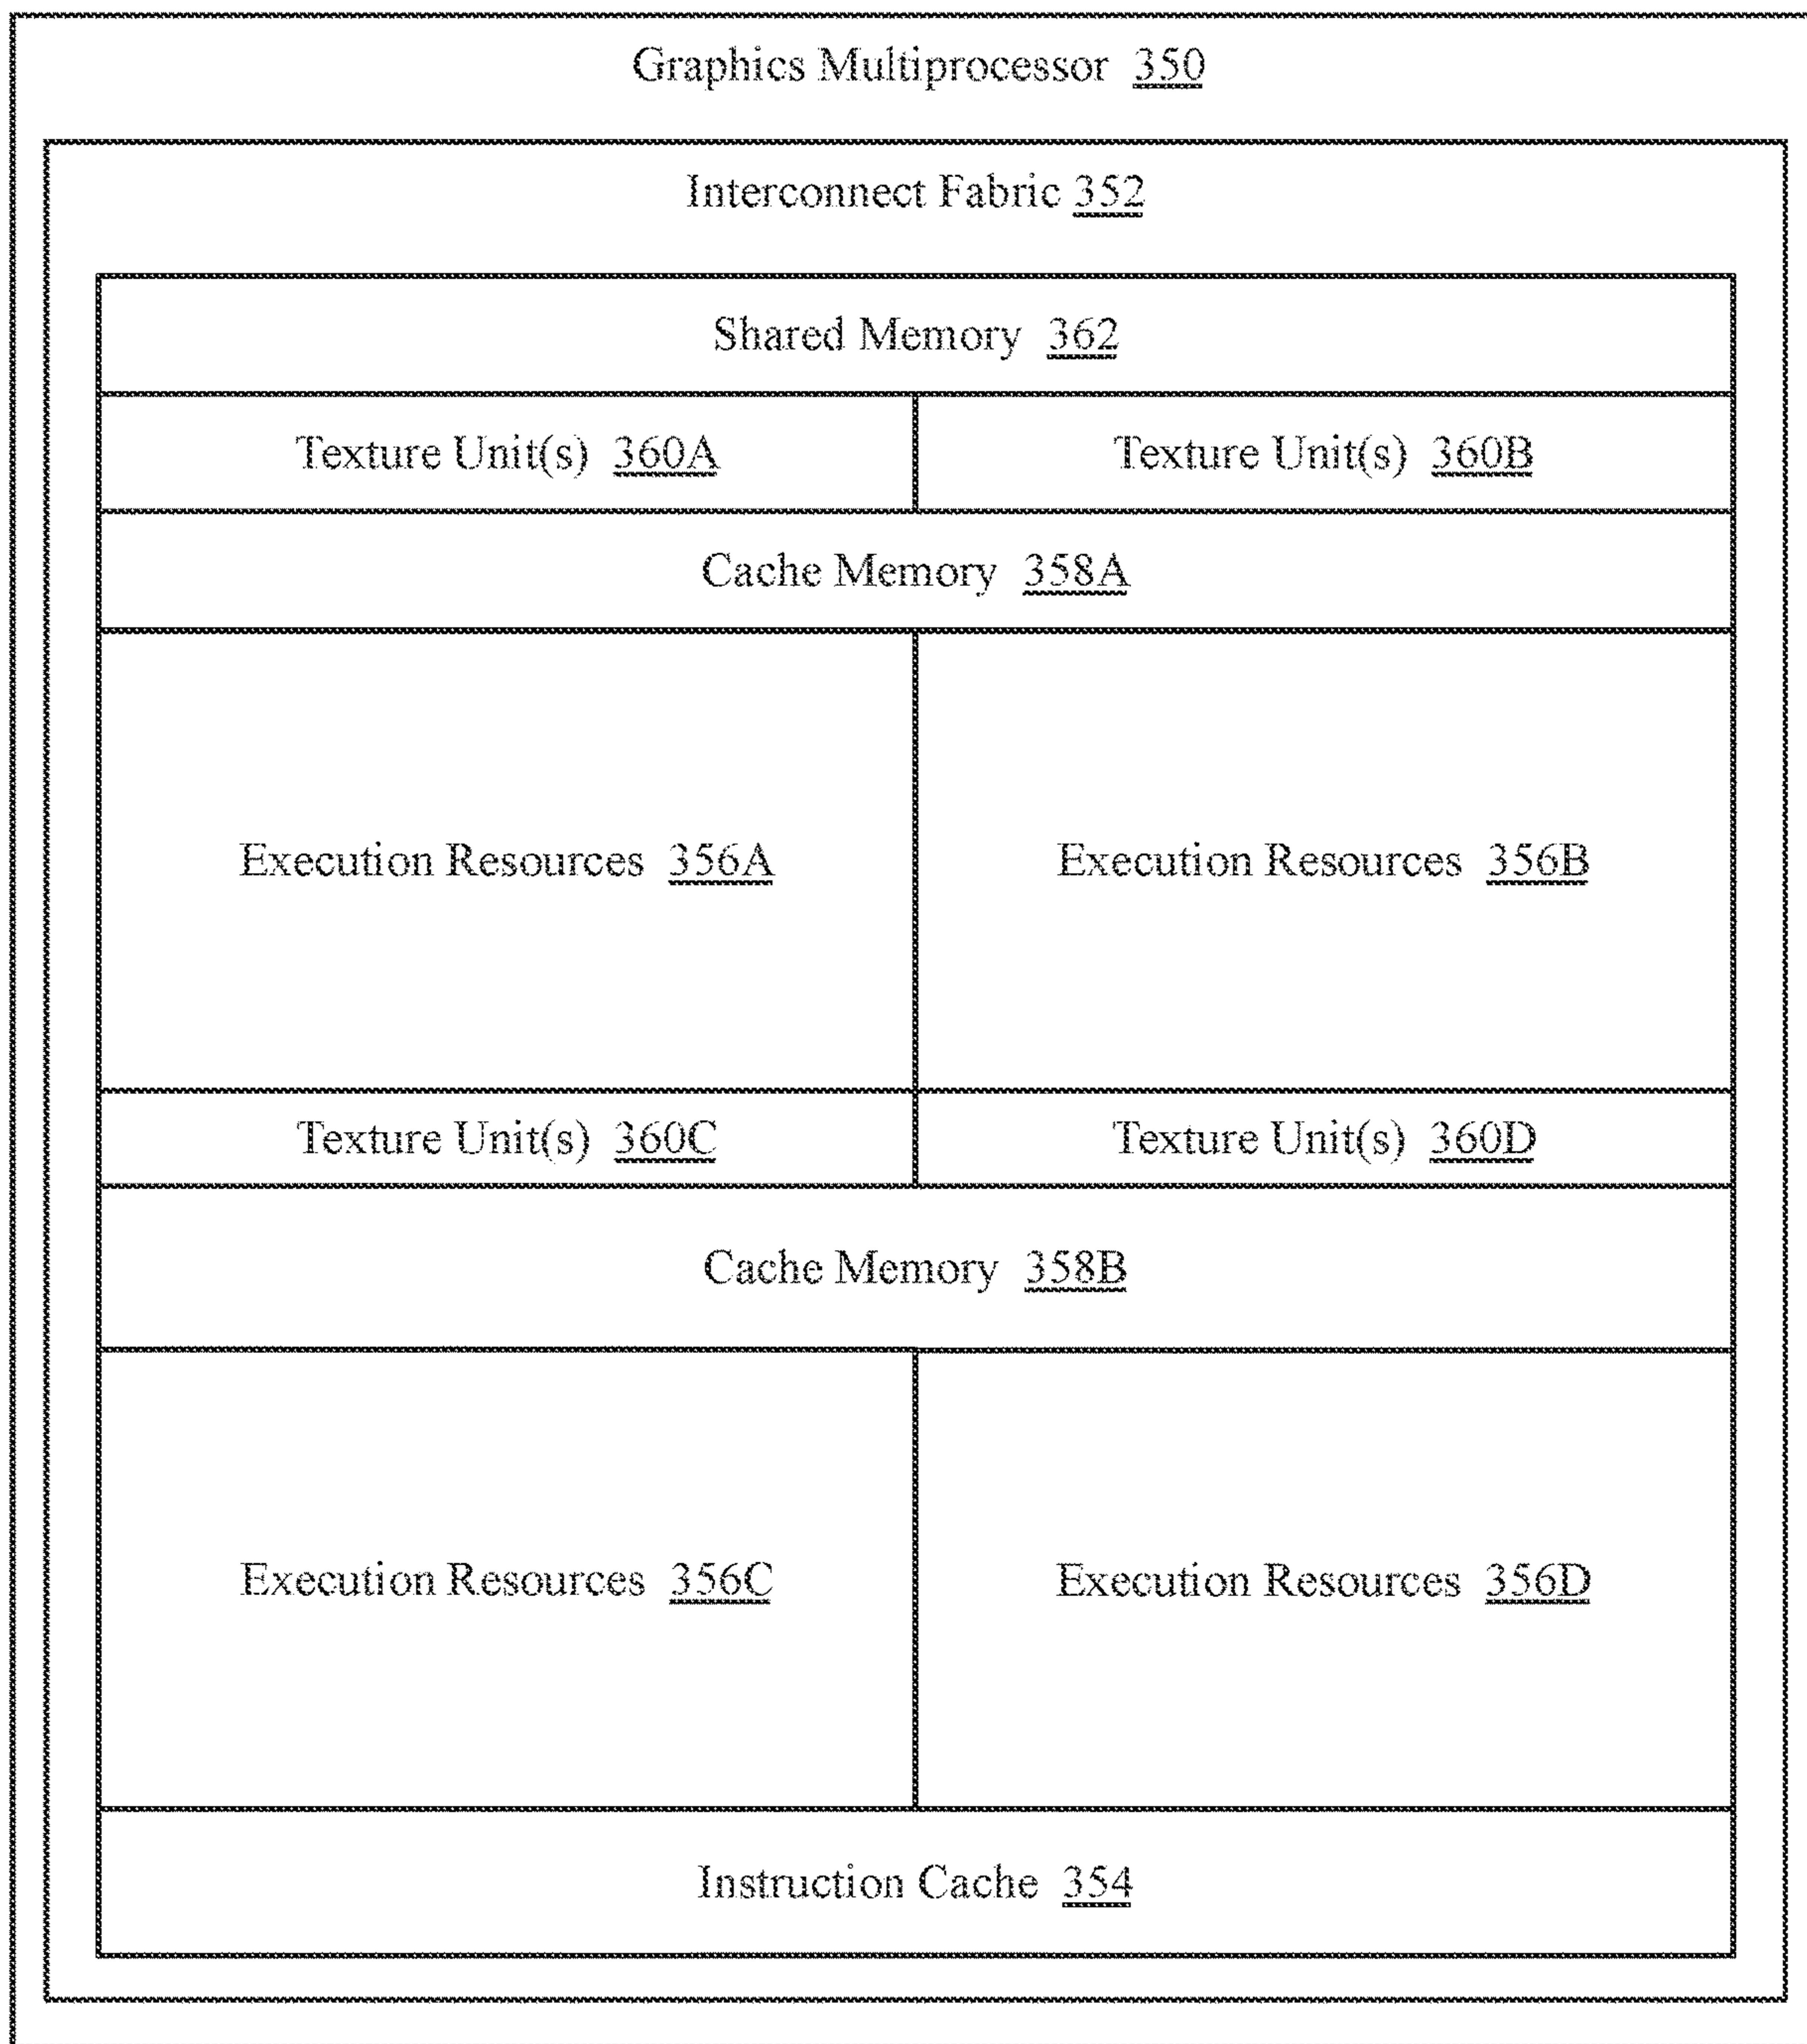 Graphics Multiprocessor 350
Interconnect Fabric 352
Shared Memory 362
Texture Unit(s) 360A
Texture Unit(s) 360B
Cache Memory 358A
Execution Resources 356A
Execution Resources 356B
Texture Unit(s) 360C
Texture Unit(s) 360D
Cache Memory 358B
Execution Resources 356C
Execution Resources 356D
Instruction Cache 354